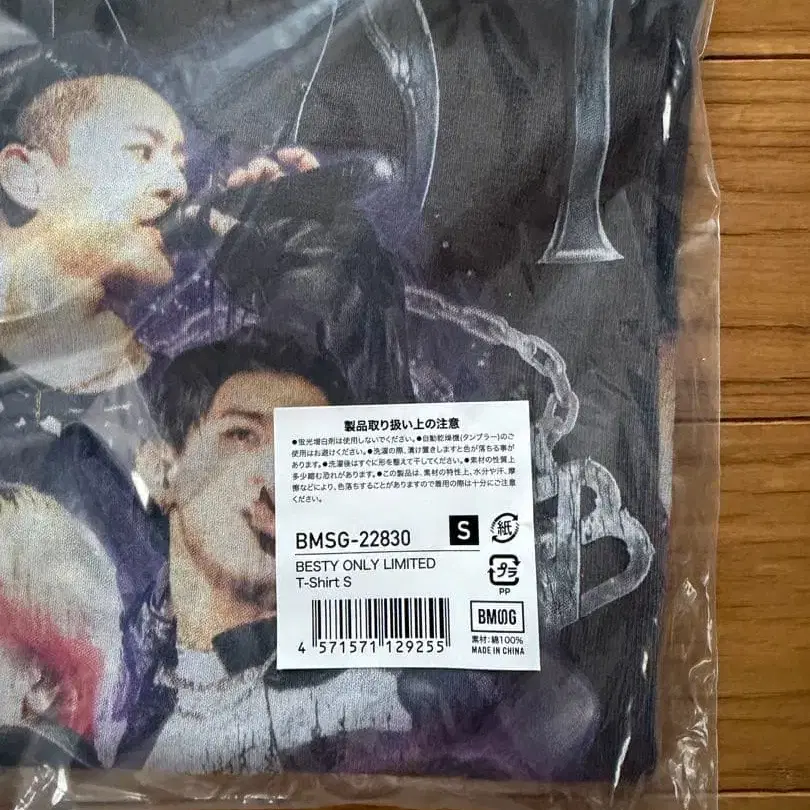 製品取り扱い上の注意
●蛍光増白剤は使用しないでください。●自動乾燥機(タンブラー)のご
使用はお避けください。●洗濯の際、漬け置きしますと色が落ちる事が
あります。●洗濯後はすぐに形を整えて干してください。●素材の性質上
多少縮む恐れがあります。●この製品は、素材の特性上、水分や汗、摩
擦などにより、色落ちすることがありますので着用の際は十分にご注意
ください。
BMSG-22830 S 紙
BESTY ONLY LIMITED
T-Shirt S
プラ
PP
BMSG
素材:綿100%
MADE IN CHINA
4 571571 129255
B